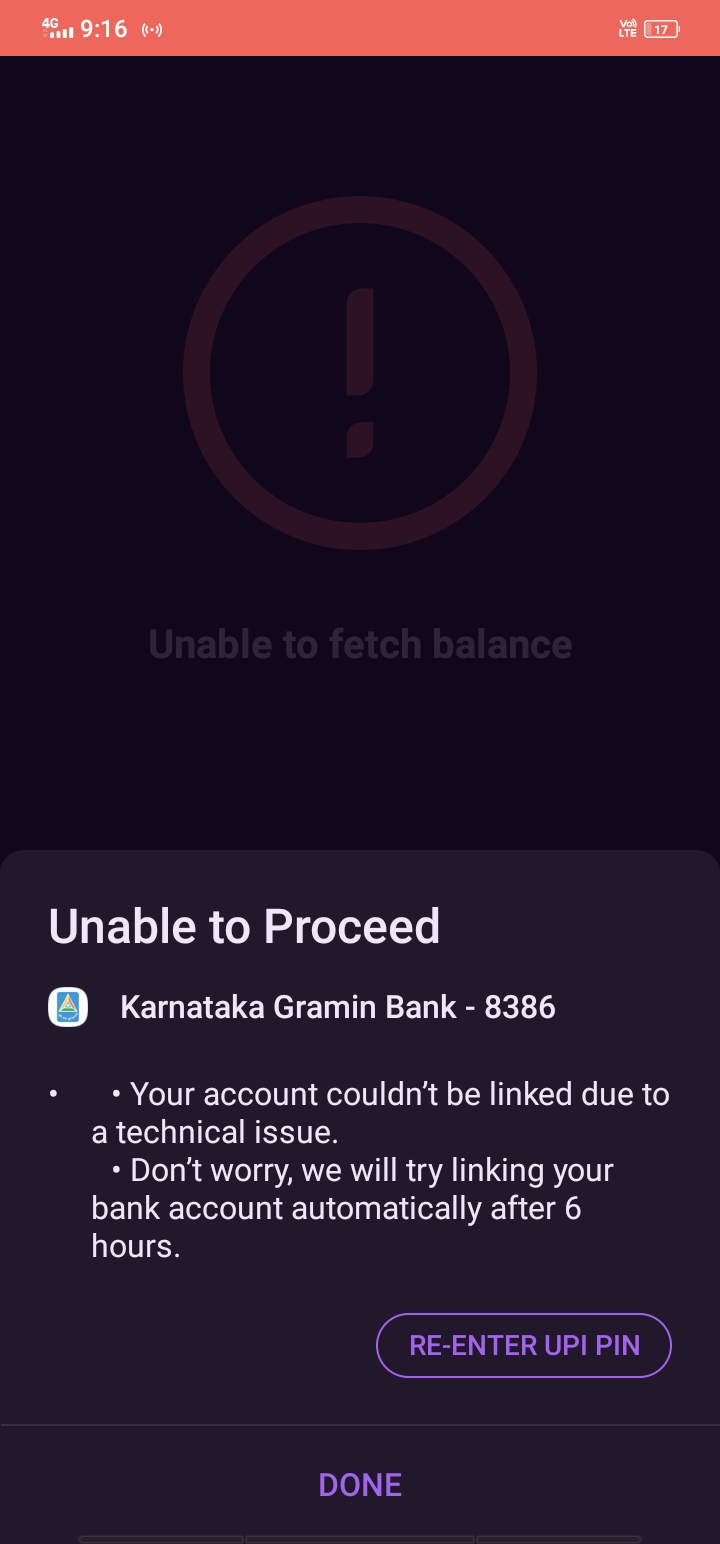 4G 9:16 Vo) LTE 17
Unable to fetch balance
Unable to Proceed
Karnataka Gramin Bank - 8386
• • Your account couldn’t be linked due to
a technical issue.
• Don’t worry, we will try linking your
bank account automatically after 6
hours.
RE-ENTER UPI PIN
DONE